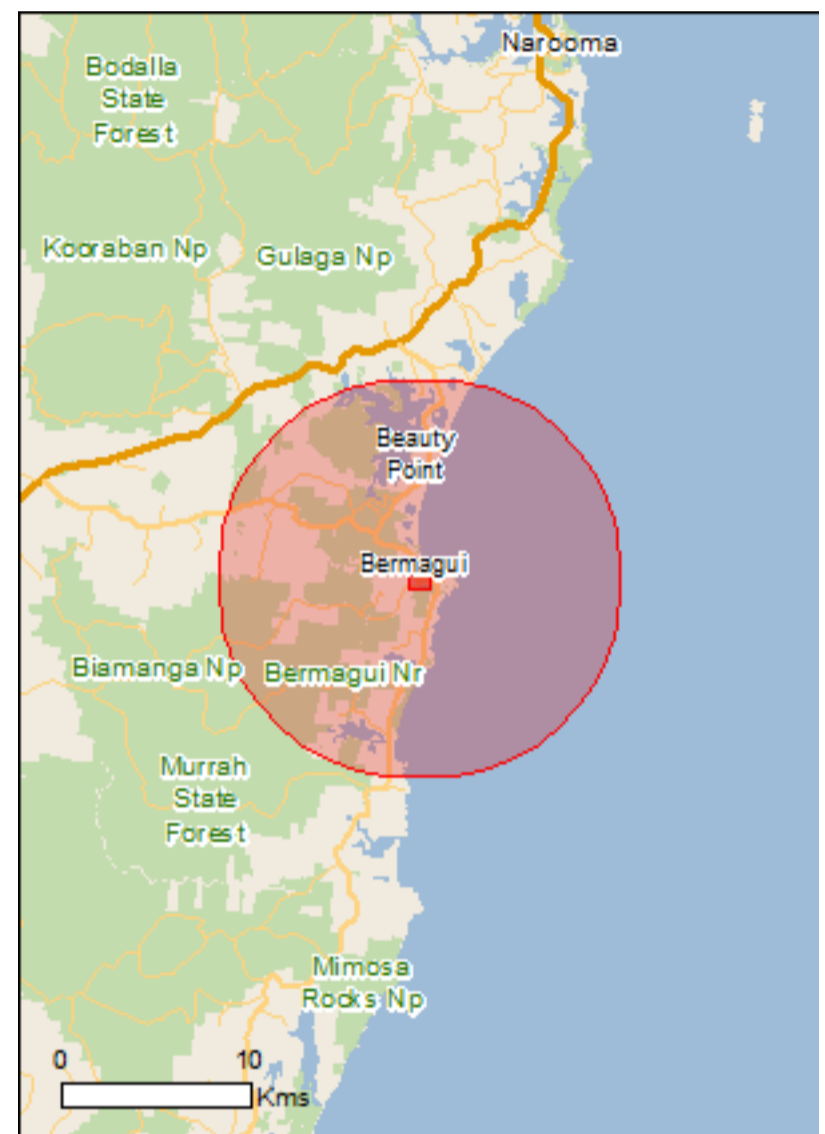 Narooma
Bodalla
State
Forest
Kooraban Np
Gulaga Np
Beauty
Point
Bermagui
Biamanga Np
Bermagui Nr
Murrah
State
Forest
Mimosa
Rocks Np
0 10
Kms